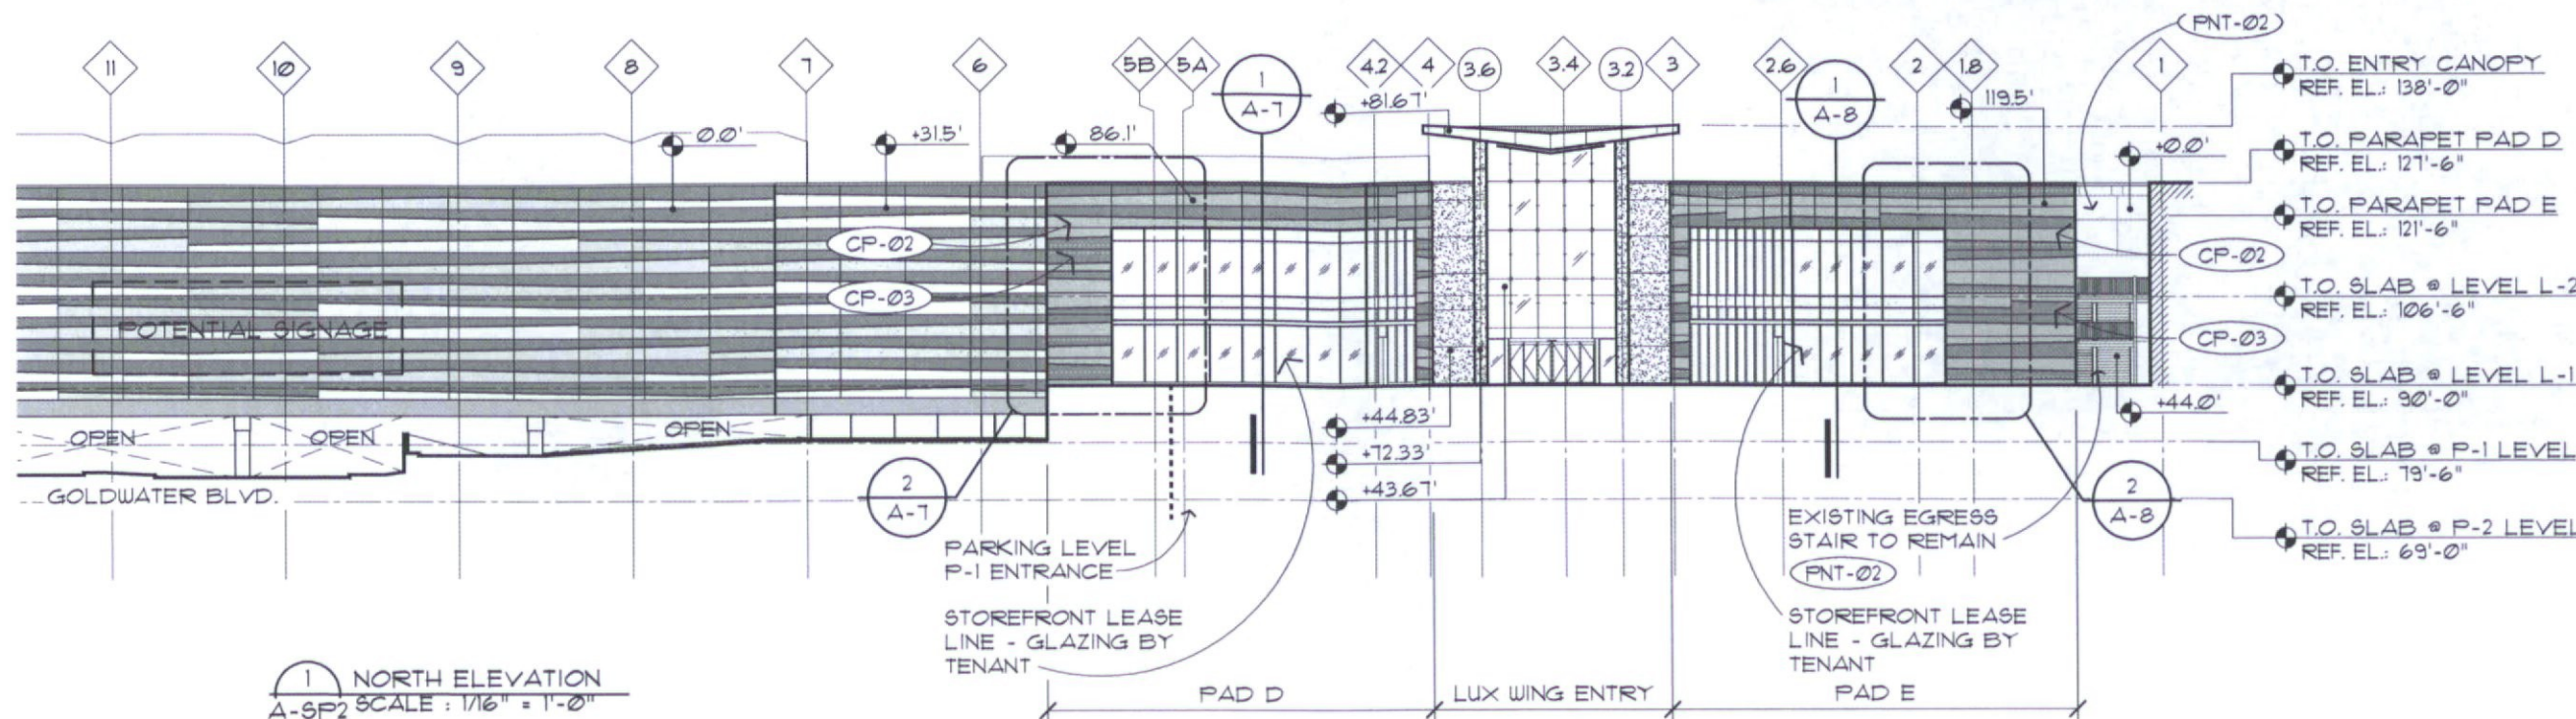 (PNT-02)
11
10
9
8
7
6
5B
5A
1
A-7
4.2
4
3.6
3.4
3.2
3
2.6
1
A-8
2
1.8
1
T.O. ENTRY CANOPY
REF. EL.: 138'-0"
+81.67'
119.5'
0.0'
+31.5'
86.1'
+0.0'
T.O. PARAPET PAD D
REF. EL.: 127'-6"
T.O. PARAPET PAD E
REF. EL.: 121'-6"
CP-02
CP-02
T.O. SLAB @ LEVEL L-2
REF. EL.: 106'-6"
CP-03
POTENTIAL SIGNAGE
CP-03
T.O. SLAB @ LEVEL L-1
REF. EL.: 90'-0"
+44.83'
+44.0'
OPEN
OPEN
OPEN
+72.33'
T.O. SLAB @ P-1 LEVEL
REF. EL.: 79'-6"
GOLDWATER BLVD.
2
A-7
+43.67'
2
A-8
T.O. SLAB @ P-2 LEVEL
REF. EL.: 69'-0"
PARKING LEVEL
P-1 ENTRANCE
EXISTING EGRESS
STAIR TO REMAIN
PNT-02
STOREFRONT LEASE
LINE - GLAZING BY
TENANT
STOREFRONT LEASE
LINE - GLAZING BY
TENANT
1
A-SP2
NORTH ELEVATION
SCALE : 1/16" = 1'-0"
PAD D
LUX WING ENTRY
PAD E